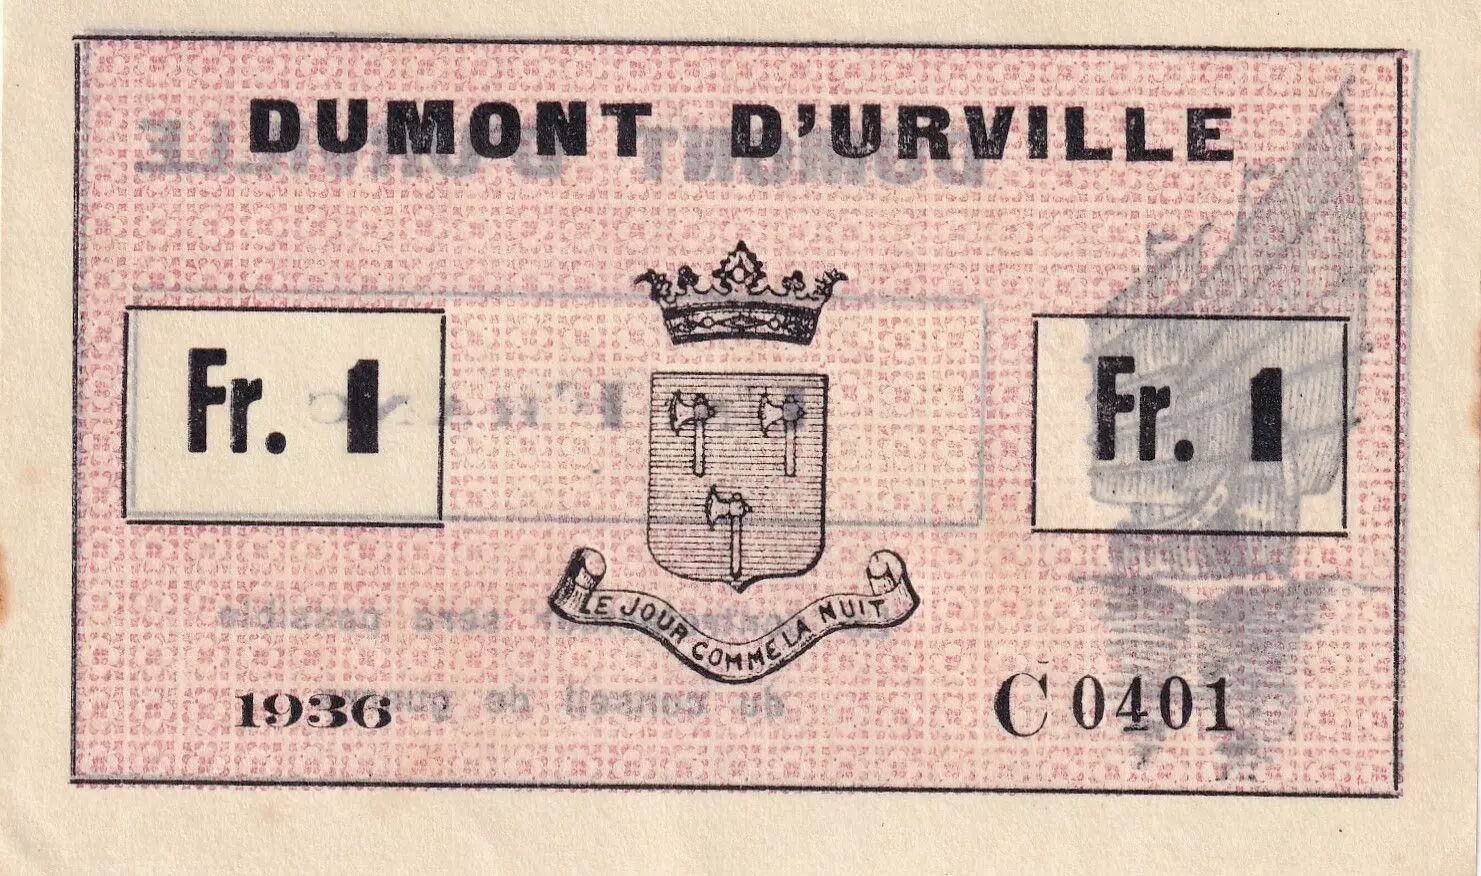 DUMONT D'URVILLE
Fr. 1
Fr. 1
LE JOUR COMME LA NUIT
1936
C 0401